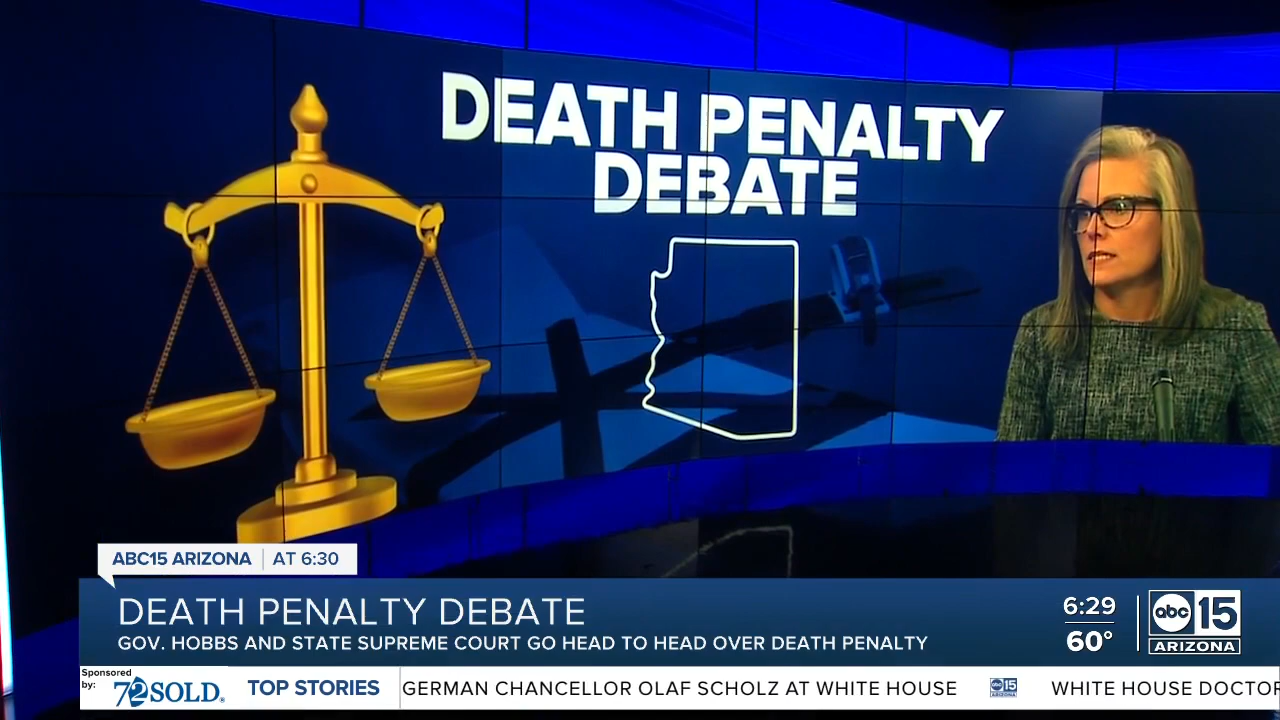 DEATH PENALTY
DEBATE
ABC15 ARIZONA AT 6:30
DEATH PENALTY DEBATE
GOV. HOBBS AND STATE SUPREME COURT GO HEAD TO HEAD OVER DEATH PENALTY
6:29
60°
abc 15
ARIZONA
Sponsored
by:
72SOLD.
TOP STORIES
GERMAN CHANCELLOR OLAF SCHOLZ AT WHITE HOUSE
abc 15
ARIZONA
WHITE HOUSE DOCTOR